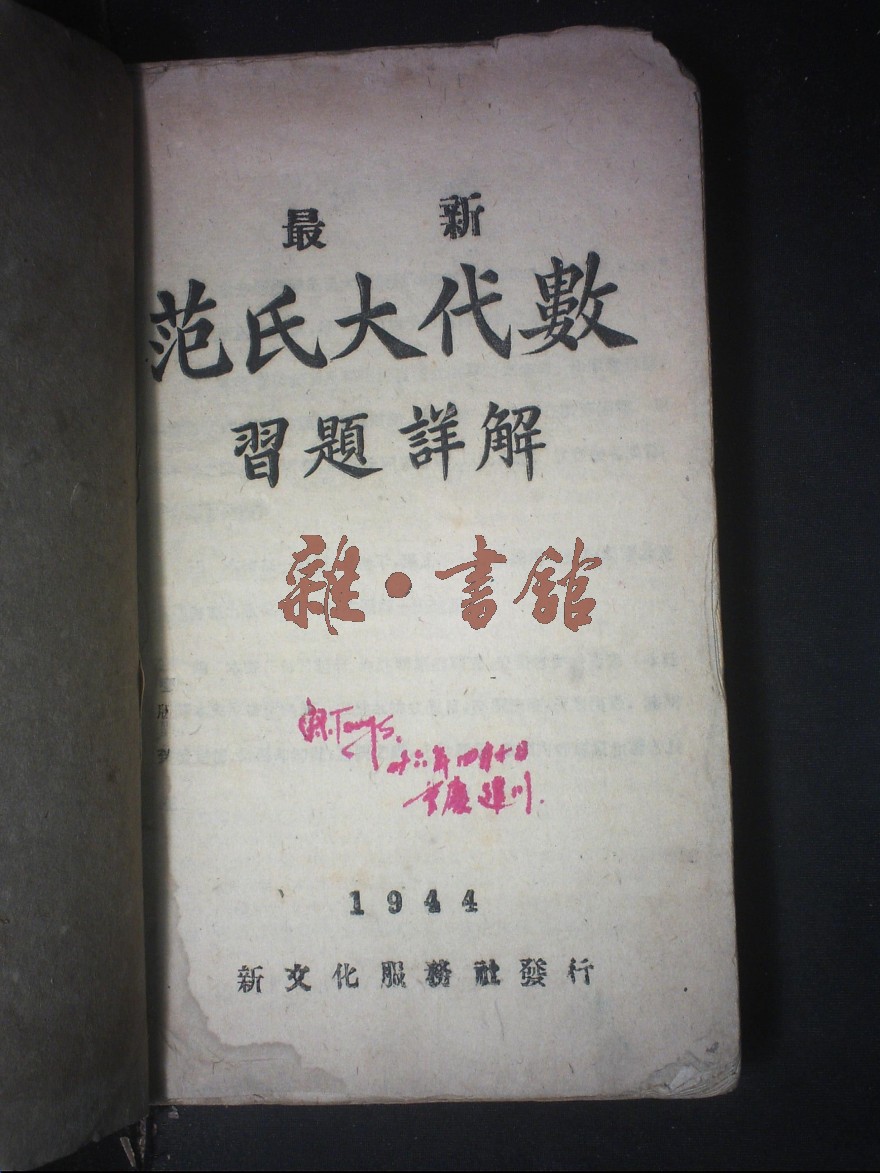 最新
范氏大代數
習題詳解
雜·書館
1944
新文化服務社發行